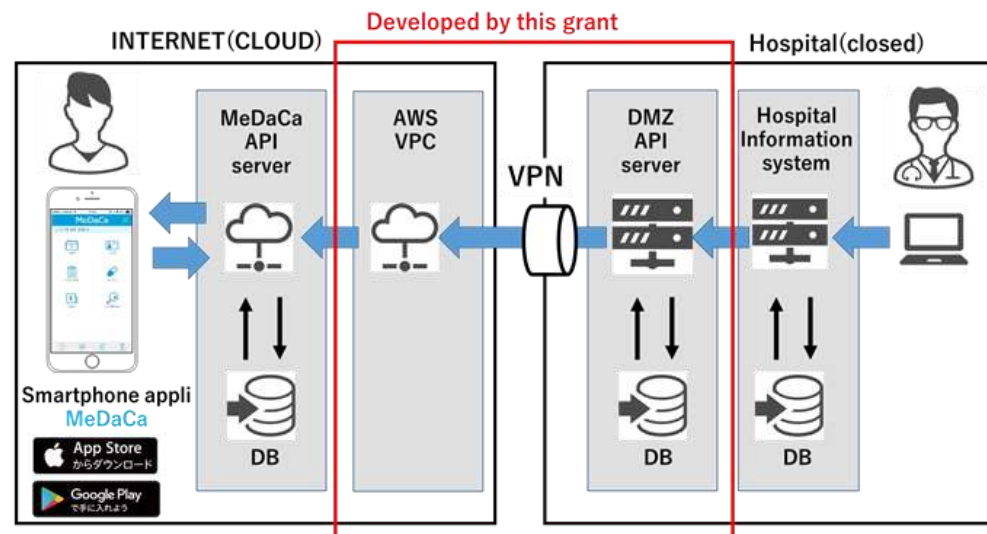 Developed by this grant
INTERNET(CLOUD)
Hospital(closed)
MeDaCa
API
server
AWS
VPC
VPN
DMZ
API
server
Hospital
Information
system
MeDaCa
DB
DB
DB
Smartphone appli
MeDaCa
App Store
からダウンロード
Google Play
で手に入れよう